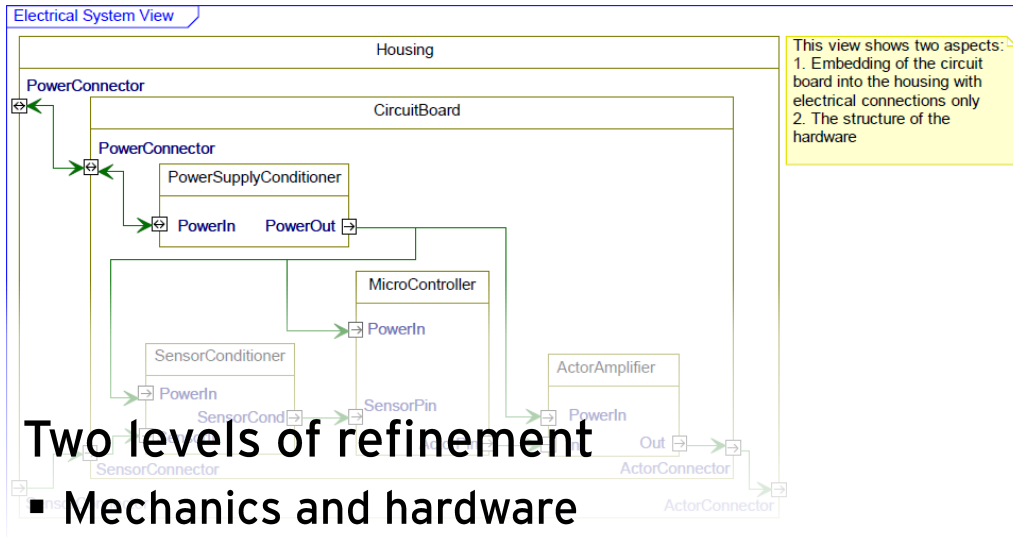 Electrical System View
Housing
This view shows two aspects:
1. Embedding of the circuit
board into the housing with
electrical connections only
2. The structure of the
hardware
PowerConnector
CircuitBoard
PowerConnector
PowerSupplyConditioner
PowerIn PowerOut
MicroController
PowerIn
SensorConditioner
ActorAmplifier
PowerIn
SensorPin
SensorCond
PowerIn
Two levels of refinement
Out
SensorConnector
ActorConnector
▪ Mechanics and hardware
ActorConnector